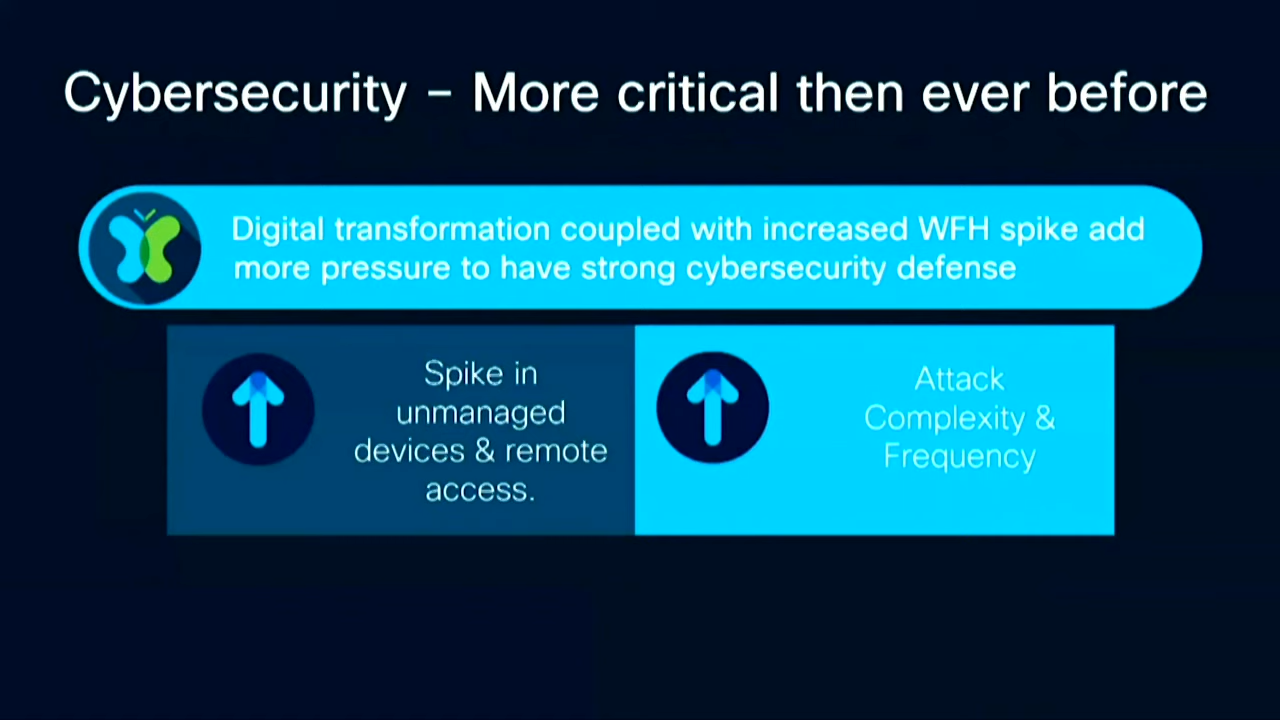 Cybersecurity – More critical then ever before
Digital transformation coupled with increased WFH spike add
more pressure to have strong cybersecurity defense
Spike in
unmanaged
devices & remote
access.
Attack
Complexity &
Frequency